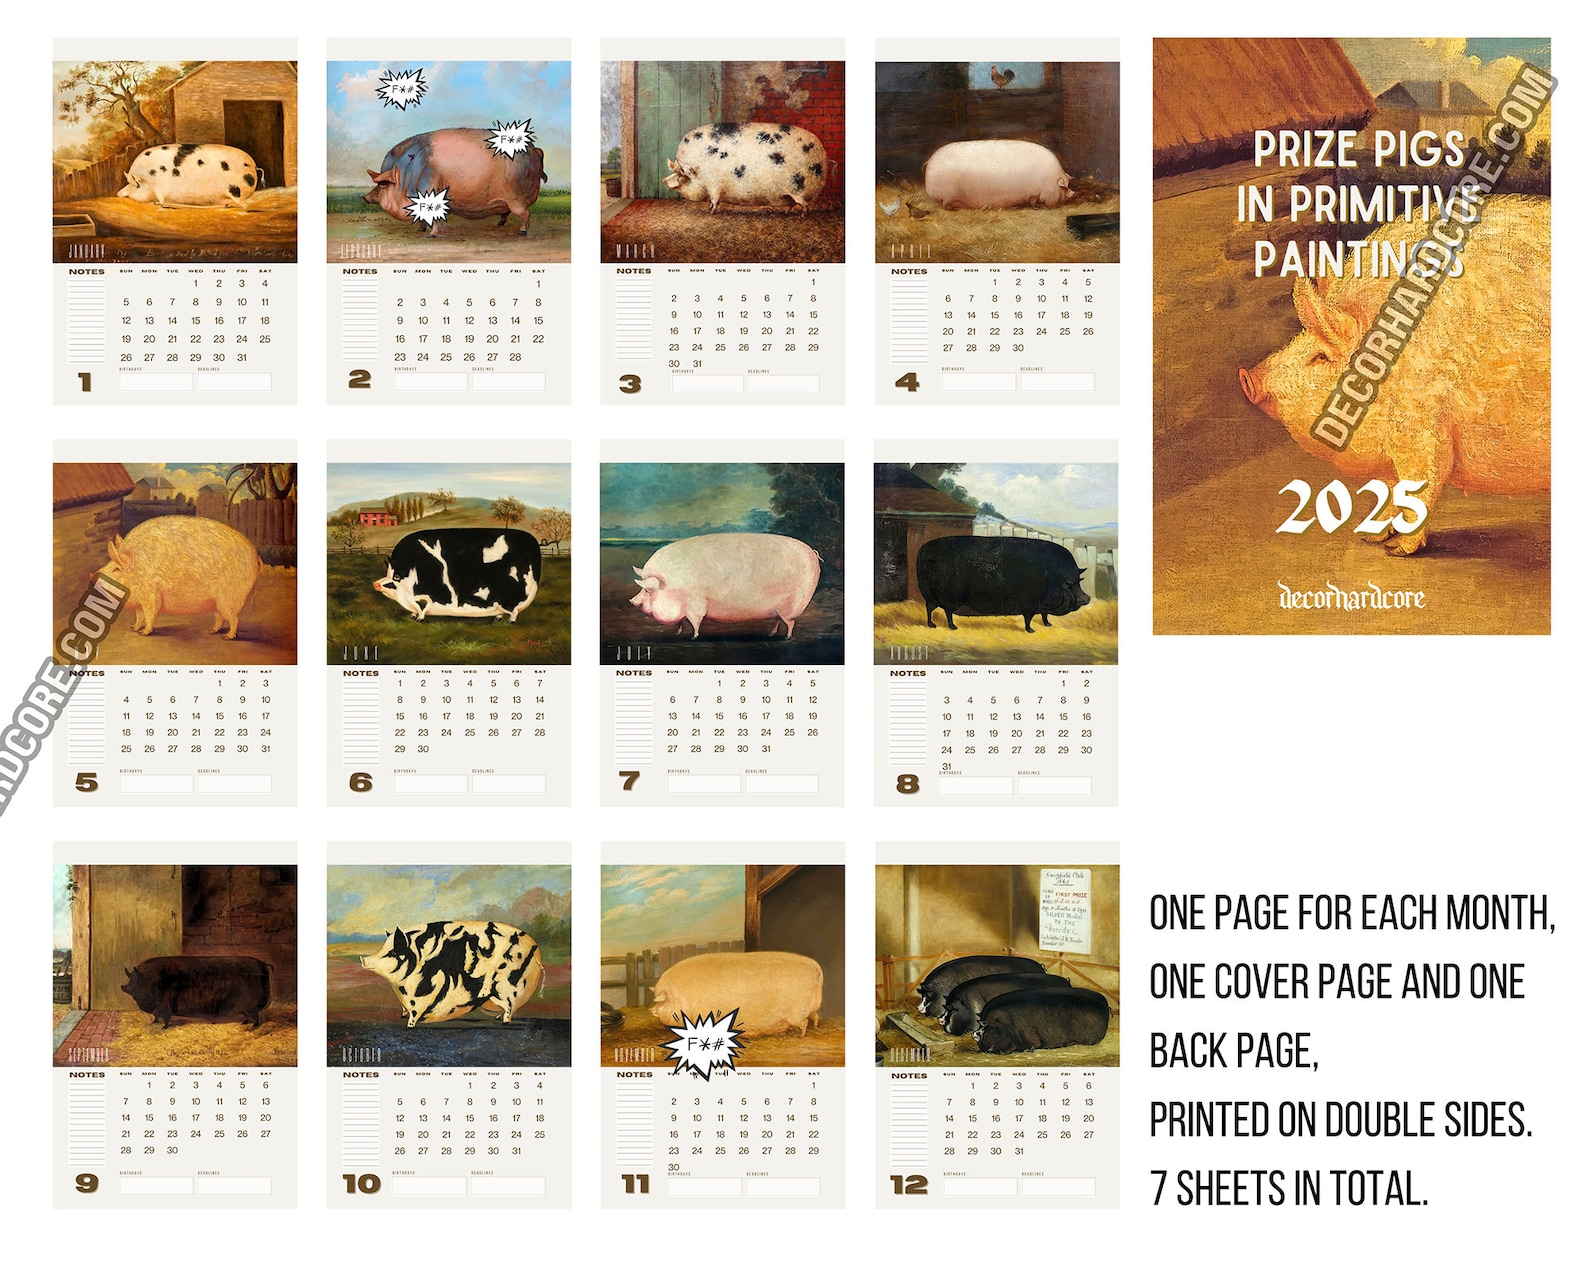 JANUARY
NOTES SUN MON TUE WED THU FRI SAT
1 2 3 4
5 6 7 8 9 10 11
12 13 14 15 16 17 18
19 20 21 22 23 24 25
26 27 28 29 30 31
BIRTHDAYS DEADLINES
1
F*#
F*#
F*#
FEBRUARY
NOTES SUN MON TUE WED THU FRI SAT
1
2 3 4 5 6 7 8
9 10 11 12 13 14 15
16 17 18 19 20 21 22
23 24 25 26 27 28
BIRTHDAYS DEADLINES
2
MARCH
NOTES SUN MON TUE WED THU FRI SAT
1
2 3 4 5 6 7 8
9 10 11 12 13 14 15
16 17 18 19 20 21 22
23 24 25 26 27 28 29
30 31
BIRTHDAYS DEADLINES
3
APRIL
NOTES SUN MON TUE WED THU FRI SAT
1 2 3 4 5
6 7 8 9 10 11 12
13 14 15 16 17 18 19
20 21 22 23 24 25 26
27 28 29 30
BIRTHDAYS DEADLINES
4
PRIZE PIGS
IN PRIMITIVE
PAINTINGS
2025
decorhardcore
DECORHARDCORE.COM
NOTES SUN MON TUE WED THU FRI SAT
1 2 3
4 5 6 7 8 9 10
11 12 13 14 15 16 17
18 19 20 21 22 23 24
25 26 27 28 29 30 31
BIRTHDAYS DEADLINES
5
RDCORE.COM
JUNE
NOTES SUN MON TUE WED THU FRI SAT
1 2 3 4 5 6 7
8 9 10 11 12 13 14
15 16 17 18 19 20 21
22 23 24 25 26 27 28
29 30
BIRTHDAYS DEADLINES
6
JULY
NOTES SUN MON TUE WED THU FRI SAT
1 2 3 4 5
6 7 8 9 10 11 12
13 14 15 16 17 18 19
20 21 22 23 24 25 26
27 28 29 30 31
BIRTHDAYS DEADLINES
7
AUGUST
NOTES SUN MON TUE WED THU FRI SAT
1 2
3 4 5 6 7 8 9
10 11 12 13 14 15 16
17 18 19 20 21 22 23
24 25 26 27 28 29 30
31
BIRTHDAYS DEADLINES
8
SEPTEMBER
NOTES SUN MON TUE WED THU FRI SAT
1 2 3 4 5 6
7 8 9 10 11 12 13
14 15 16 17 18 19 20
21 22 23 24 25 26 27
28 29 30
BIRTHDAYS DEADLINES
9
OCTOBER
NOTES SUN MON TUE WED THU FRI SAT
1 2 3 4
5 6 7 8 9 10 11
12 13 14 15 16 17 18
19 20 21 22 23 24 25
26 27 28 29 30 31
BIRTHDAYS DEADLINES
10
F*#
NOVEMBER
NOTES SUN TUE WED THU FRI SAT
1
2 3 4 5 6 7 8
9 10 11 12 13 14 15
16 17 18 19 20 21 22
23 24 25 26 27 28 29
30
BIRTHDAYS DEADLINES
11
Smithfield Club
1865
FIRST PRIZE
SILVER Medal
TO THE
Breeder
DECEMBER
NOTES SUN MON TUE WED THU FRI SAT
1 2 3 4 5 6
7 8 9 10 11 12 13
14 15 16 17 18 19 20
21 22 23 24 25 26 27
28 29 30 31
BIRTHDAYS DEADLINES
12
ONE PAGE FOR EACH MONTH,
ONE COVER PAGE AND ONE
BACK PAGE,
PRINTED ON DOUBLE SIDES.
7 SHEETS IN TOTAL.